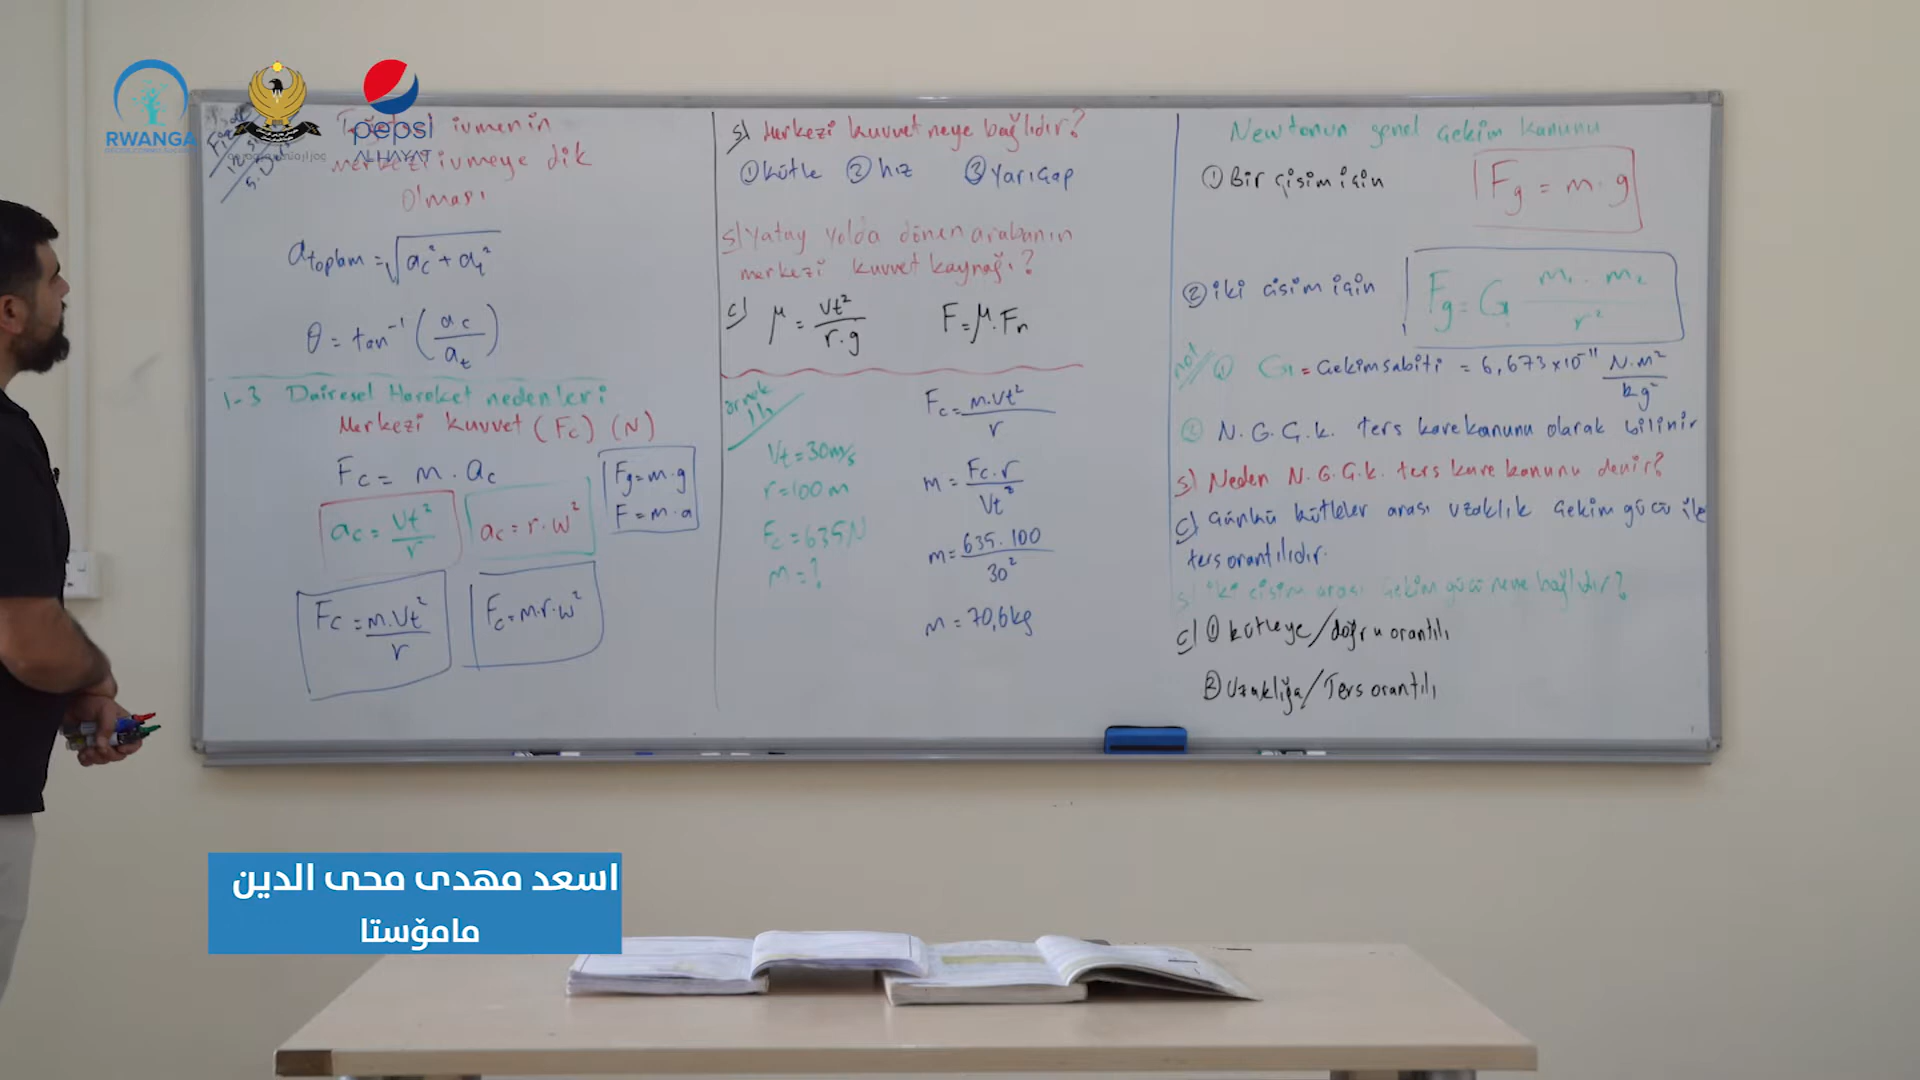 RWANGA
pepsi
ALHAYAT
Teğetsel ivmenin
merkezi ivmeye dik
Olması
a toplam = √ac² + at²
θ = tan⁻¹ (ac/at)
1-3 Dairesel Hareket nedenleri
Merkezi kuvvet (Fc) (N)
Fc = m . ac
Fg = m.g
F = m.a
ac = Vt²/r
ac = r.w²
Fc = m.Vt²/r
Fc = m.r.w²
S/ Merkezi kuvvet neye bağlıdır?
① kütle ② hız ③ yarıçap
S/ Yatay yolda dönen arabanın
merkezi kuvvet kaynağı?
C/ μ = Vt²/r.g F = μ.Fn
örnek
Vt = 30 m/s
r = 100 m
Fc = 635 N
m = ?
Fc = m.Vt²/r
m = Fc.r/Vt²
m = 635.100/30²
m = 70,6 kg
Newtonun genel Çekim kanunu
① Bir cisim için
Fg = m.g
② iki cisim için
Fg = G m₁.m₂/r²
not ① G = Çekim sabiti = 6,673x10⁻¹¹ N.m²/kg²
② N.G.Ç.K. ters kare kanunu olarak bilinir
S/ Neden N.G.Ç.K. ters kare kanunu denir?
C/ Çünkü kütleler arası uzaklık çekim gücü ile
ters orantılıdır.
S/ iki cisim arası çekim gücü neye bağlıdır?
C/ ① kütleye/doğru orantılı
② Uzaklığa/Ters orantılı
اسعد مهدی محی الدین
مامۆستا